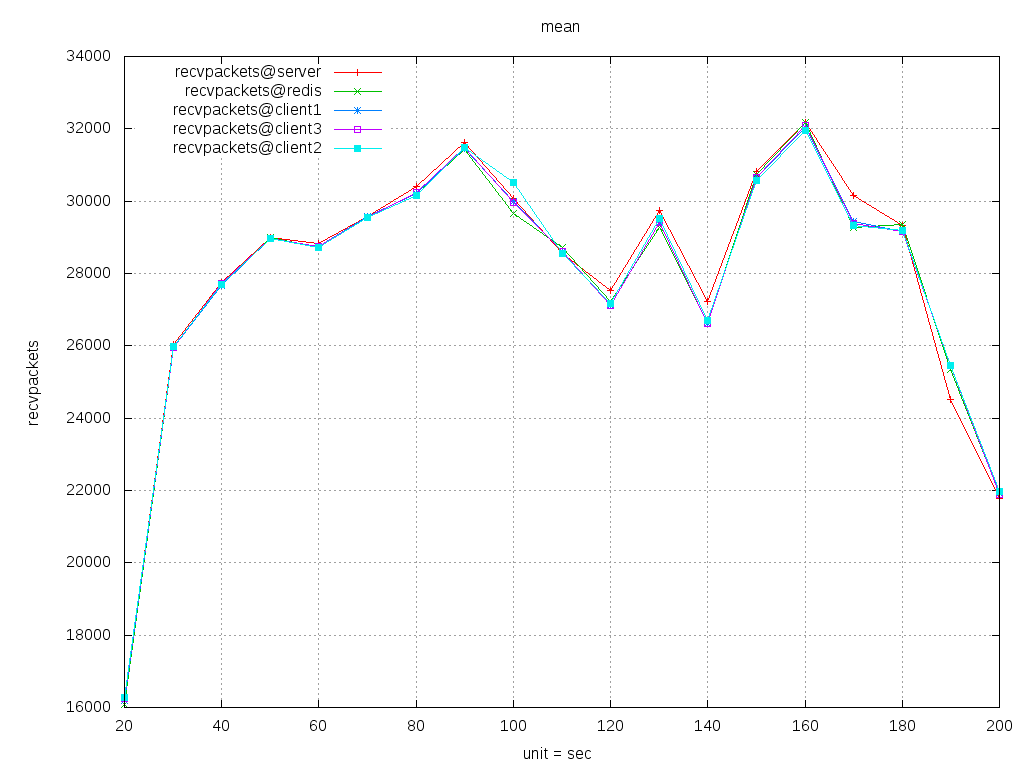 mean
34000
32000
30000
28000
26000
24000
22000
20000
18000
16000
recvpackets
recvpackets@server
recvpackets@redis
recvpackets@client1
recvpackets@client3
recvpackets@client2
20 40 60 80 100 120 140 160 180 200
unit = sec